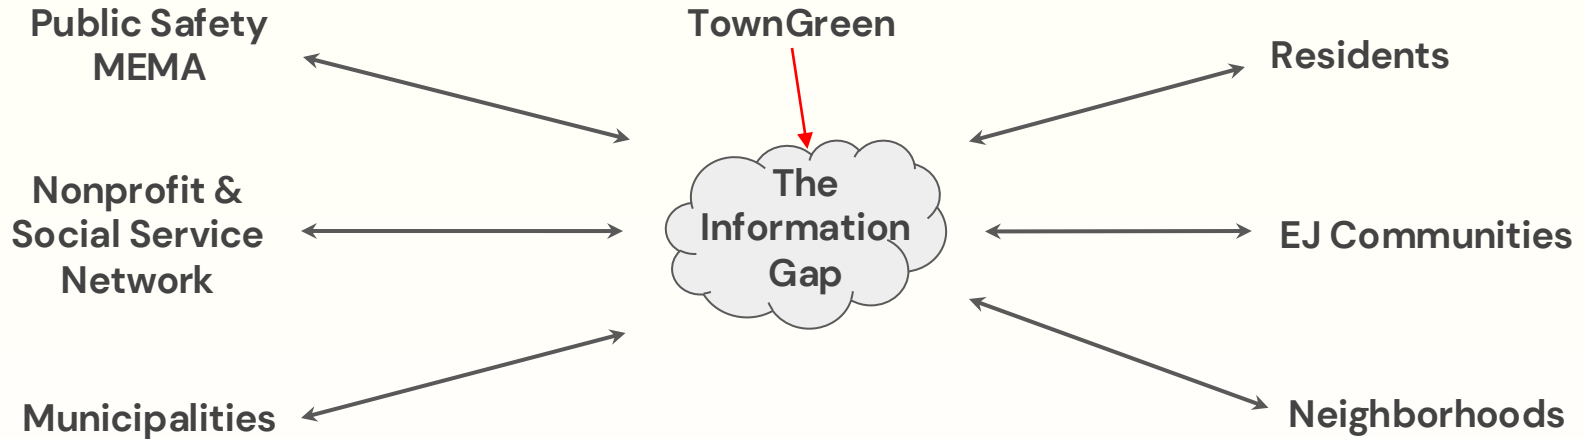 Public Safety
MEMA
TownGreen
Residents
Nonprofit &
Social Service
Network
The
Information
Gap
EJ Communities
Municipalities
Neighborhoods